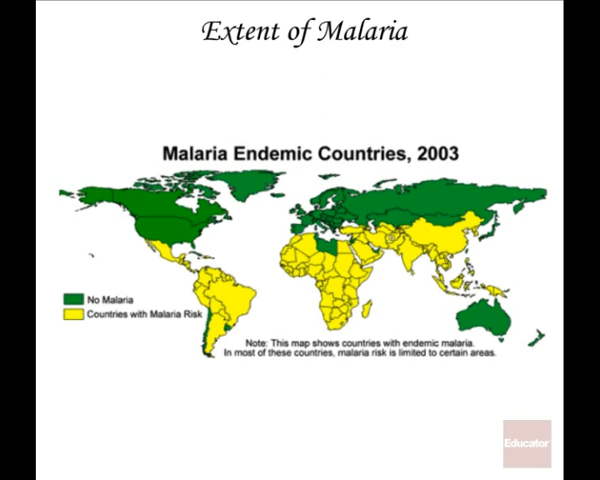 Extent of Malaria
Malaria Endemic Countries, 2003
No Malaria
Countries with Malaria Risk
Note: This map shows countries with endemic malaria.
In most of these countries, malaria risk is limited to certain areas.
Educator